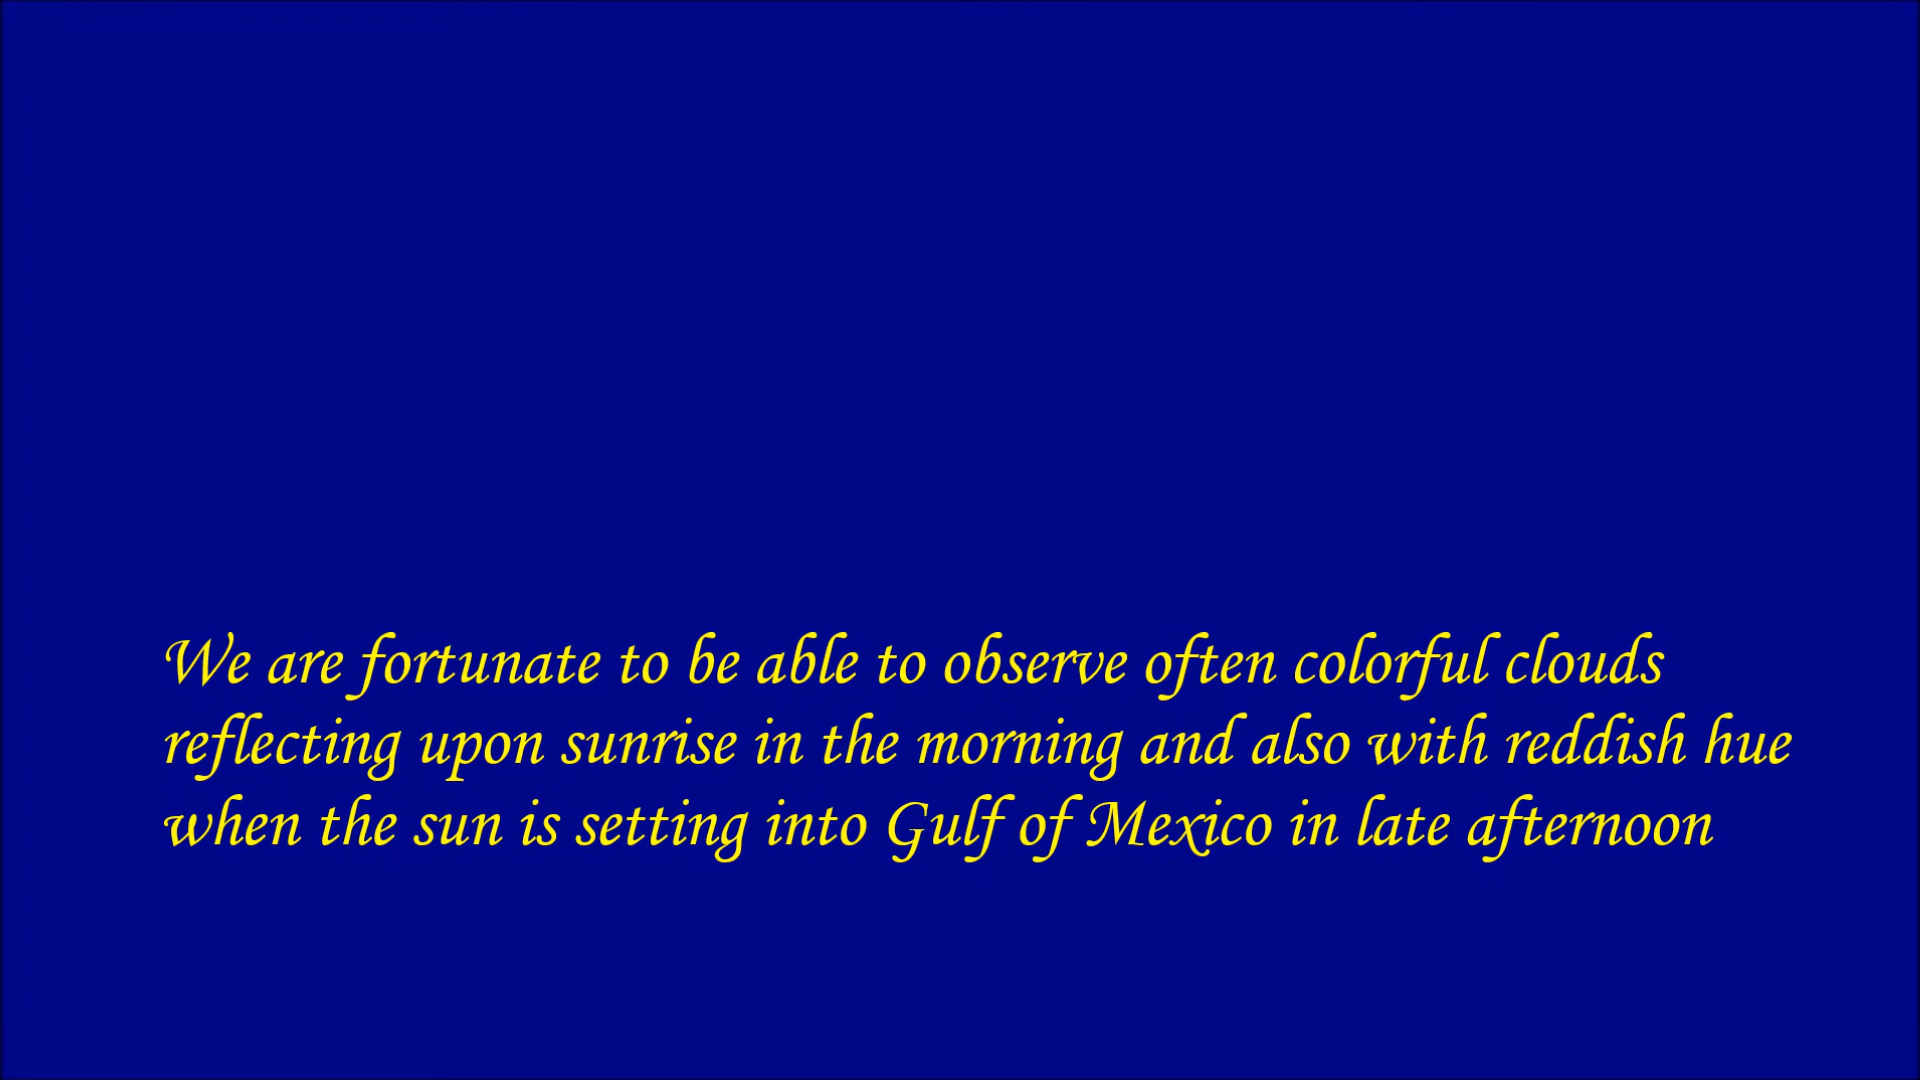 We are fortunate to be able to observe often colorful clouds
reflecting upon sunrise in the morning and also with reddish hue
when the sun is setting into Gulf of Mexico in late afternoon